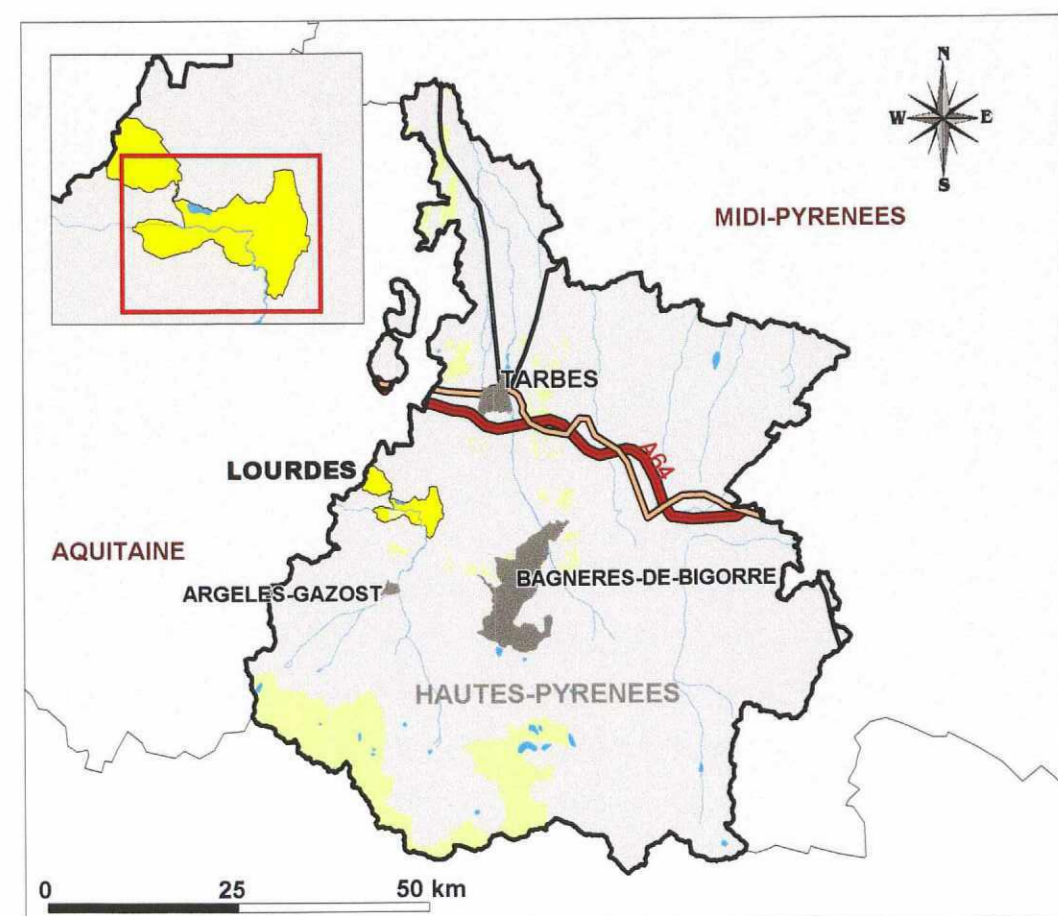 N
W E
S
MIDI-PYRENEES
TARBES
A64
LOURDES
AQUITAINE
ARGELES-GAZOST
BAGNERES-DE-BIGORRE
HAUTES-PYRENEES
0 25 50 km